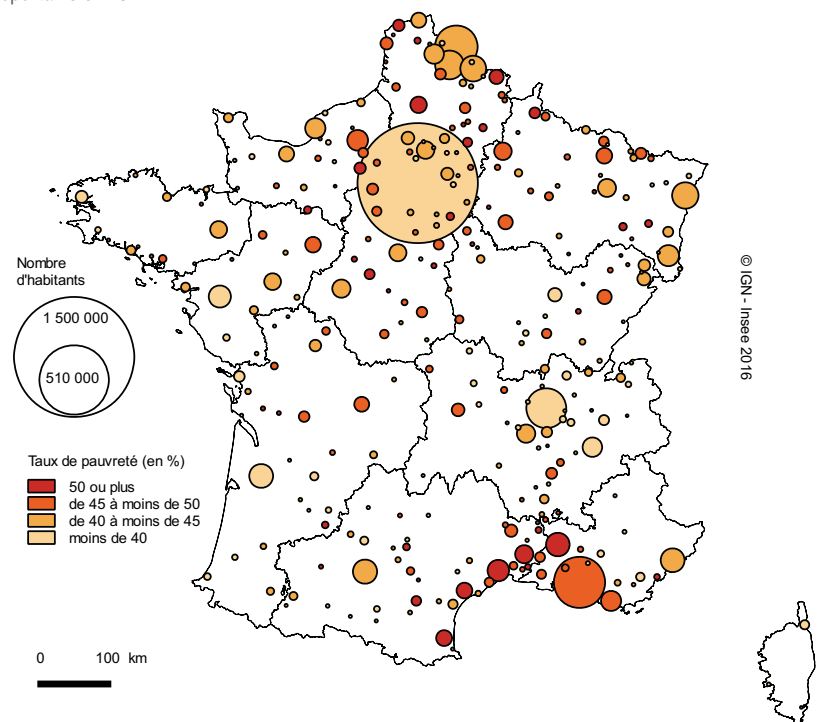 Nombre
d'habitants
1 500 000
510 000
Taux de pauvreté (en %)
50 ou plus
de 45 à moins de 50
de 40 à moins de 45
moins de 40
0 100 km
© IGN - Insee 2016